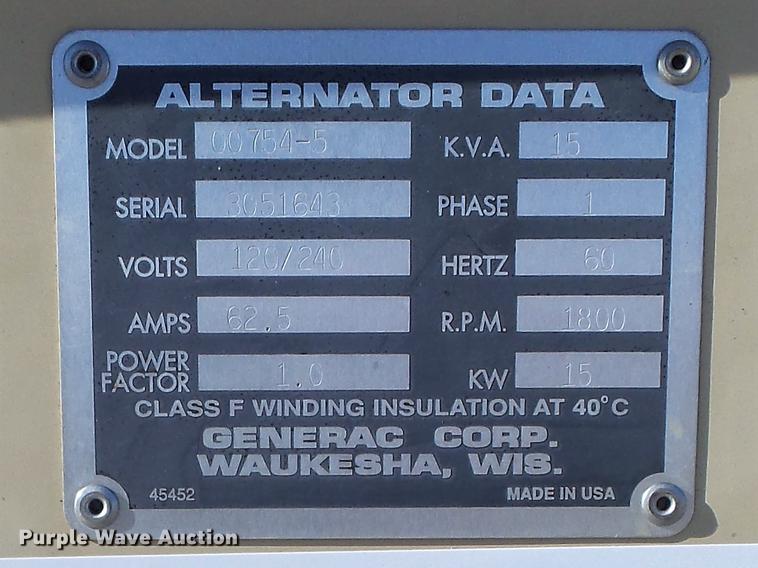 ALTERNATOR DATA
MODEL 00754-5 K.V.A. 15
SERIAL 3051643 PHASE 1
VOLTS 120/240 HERTZ 60
AMPS 62.5 R.P.M. 1800
POWER FACTOR 1.0 KW 15
CLASS F WINDING INSULATION AT 40°C
GENERAC CORP.
WAUKESHA, WIS.
45452 MADE IN USA
Purple Wave Auction